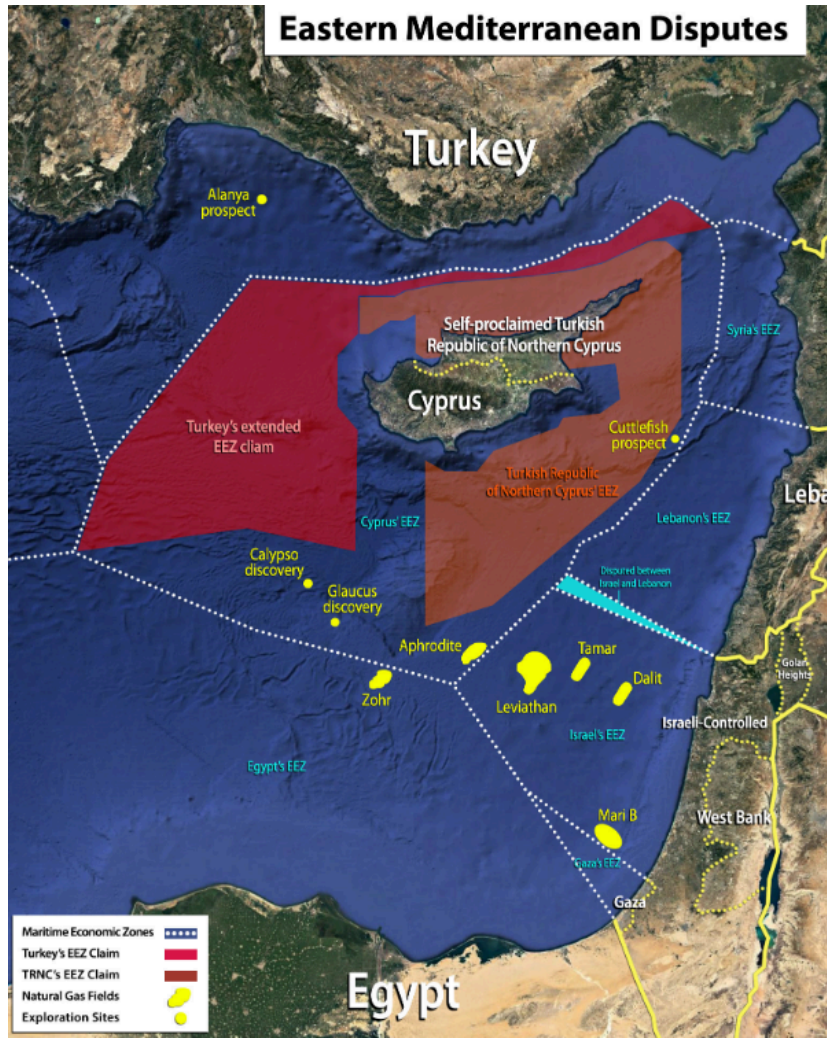 Eastern Mediterranean Disputes
Turkey
Alanya
prospect
Self-proclaimed Turkish
Republic of Northern Cyprus
Syria's EEZ
Cyprus
Turkey's extended
EEZ cliam
Cuttlefish
prospect
Turkish Republic
of Northern Cyprus' EEZ
Leba
Cyprus' EEZ
Lebanon's EEZ
Calypso
discovery
Disputed between
Israel and Lebanon
Glaucus
discovery
Aphrodite
Tamar
Golan
Heights
Dalit
Zohr
Leviathan
Israeli-Controlled
Israel's EEZ
Egypt's EEZ
Mari B
West Bank
Gaza's EEZ
Gaza
Maritime Economic Zones
Turkey's EEZ Claim
TRNC's EEZ Claim
Natural Gas Fields
Exploration Sites
Egypt